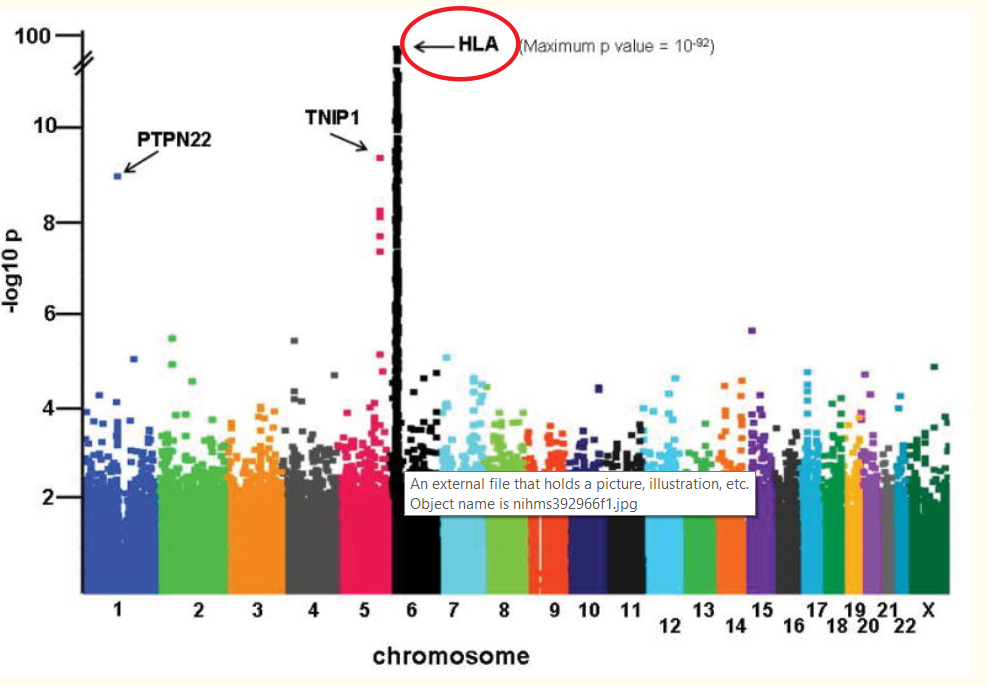 100
HLA (Maximum p value = 10-92)
TNIP1
10
PTPN22
8
-log10 p
6
4
2
An external file that holds a picture, illustration, etc.
Object name is nihms392966f1.jpg
1 2 3 4 5 6 7 8 9 10 11 13 15 17 19 21 X
12 14 16 18 20 22
chromosome